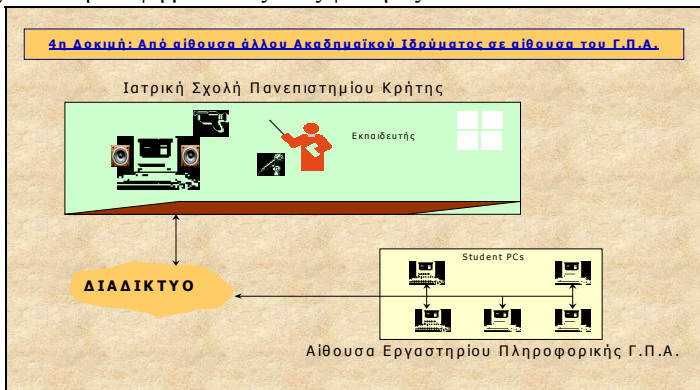 4η Δοκιμή: Από αίθουσα άλλου Ακαδημαϊκού Ιδρύματος σε αίθουσα του Γ.Π.Α.
Ιατρική Σχολή Πανεπιστημίου Κρήτης
Εκπαιδευτής
Student PCs
ΔΙΑΔΙΚΤΥΟ
Αίθουσα Εργαστηρίου Πληροφορικής Γ.Π.Α.